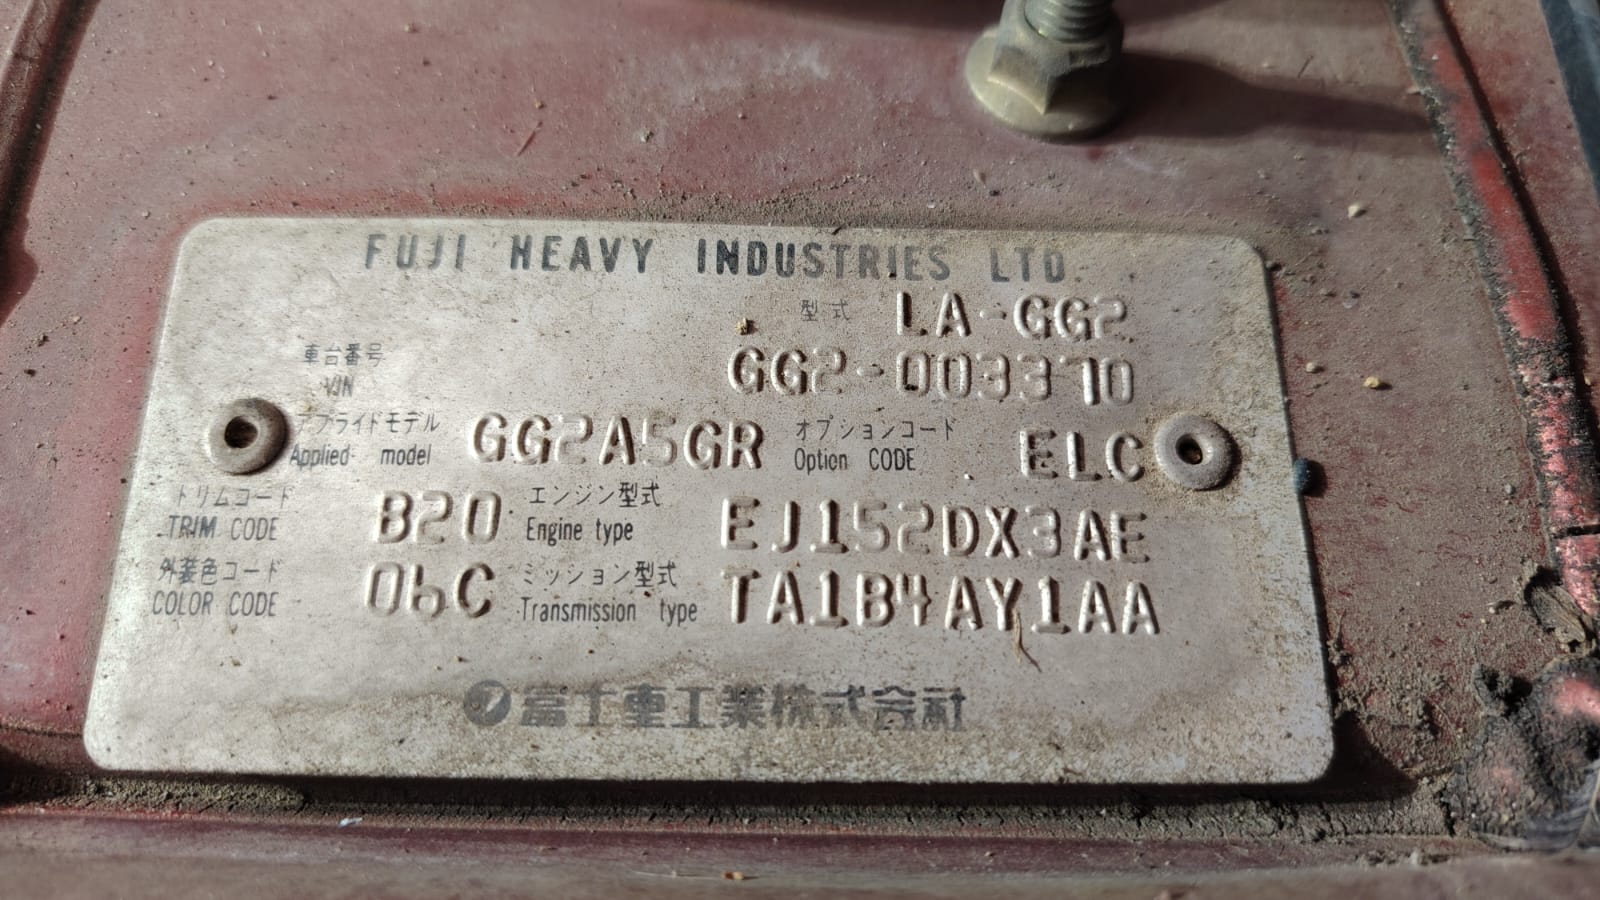 FUJI HEAVY INDUSTRIES LTD.
型式 LA-GG2
車台番号
VIN GG2-003370
アプライドモデル
Applied model GG2A5GR オプションコード
Option CODE ELC
トリムコード
TRIM CODE B20 エンジン型式
Engine type EJ152DX3AE
外装色コード
COLOR CODE 06C ミッション型式
Transmission type TA1B4AY1AA
富士重工業株式会社